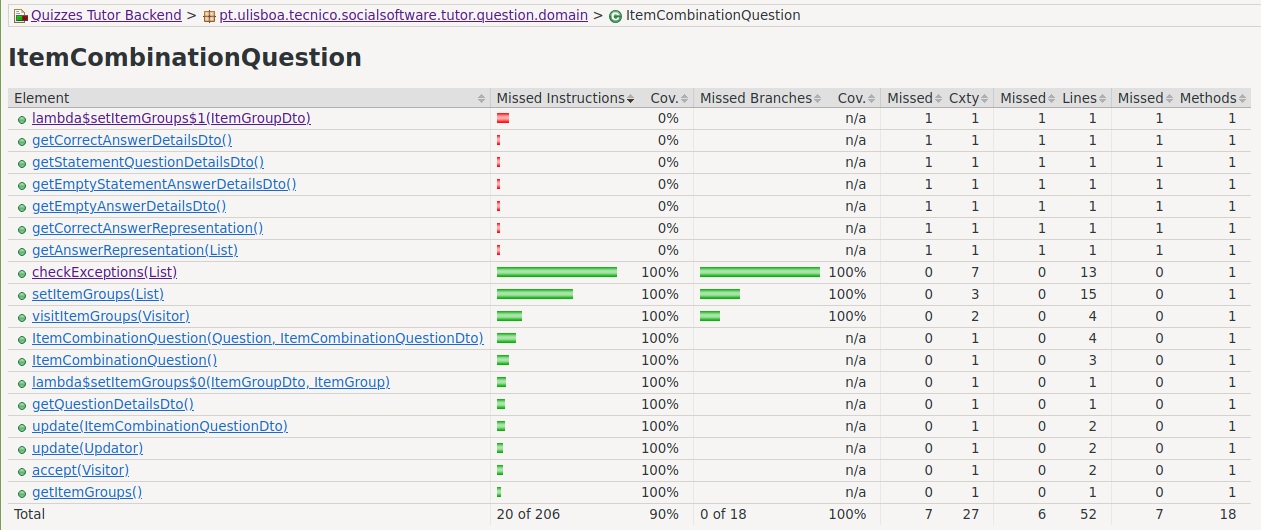 Quizzes Tutor Backend > pt.ulisboa.tecnico.socialsoftware.tutor.question.domain > ItemCombinationQuestion
ItemCombinationQuestion
Element Missed Instructions Cov. Missed Branches Cov. Missed Cxty Missed Lines Missed Methods
lambda$setItemGroups$1(ItemGroupDto) 0% n/a 1 1 1 1 1 1
getCorrectAnswerDetailsDto() 0% n/a 1 1 1 1 1 1
getStatementQuestionDetailsDto() 0% n/a 1 1 1 1 1 1
getEmptyStatementAnswerDetailsDto() 0% n/a 1 1 1 1 1 1
getEmptyAnswerDetailsDto() 0% n/a 1 1 1 1 1 1
getCorrectAnswerRepresentation() 0% n/a 1 1 1 1 1 1
getAnswerRepresentation(List) 0% n/a 1 1 1 1 1 1
checkExceptions(List) 100% 100% 0 7 0 13 0 1
setItemGroups(List) 100% 100% 0 3 0 15 0 1
visitItemGroups(Visitor) 100% 100% 0 2 0 4 0 1
ItemCombinationQuestion(Question, ItemCombinationQuestionDto) 100% n/a 0 1 0 4 0 1
ItemCombinationQuestion() 100% n/a 0 1 0 3 0 1
lambda$setItemGroups$0(ItemGroupDto, ItemGroup) 100% n/a 0 1 0 1 0 1
getQuestionDetailsDto() 100% n/a 0 1 0 1 0 1
update(ItemCombinationQuestionDto) 100% n/a 0 1 0 2 0 1
update(Updator) 100% n/a 0 1 0 2 0 1
accept(Visitor) 100% n/a 0 1 0 2 0 1
getItemGroups() 100% n/a 0 1 0 1 0 1
Total 20 of 206 90% 0 of 18 100% 7 27 6 52 7 18